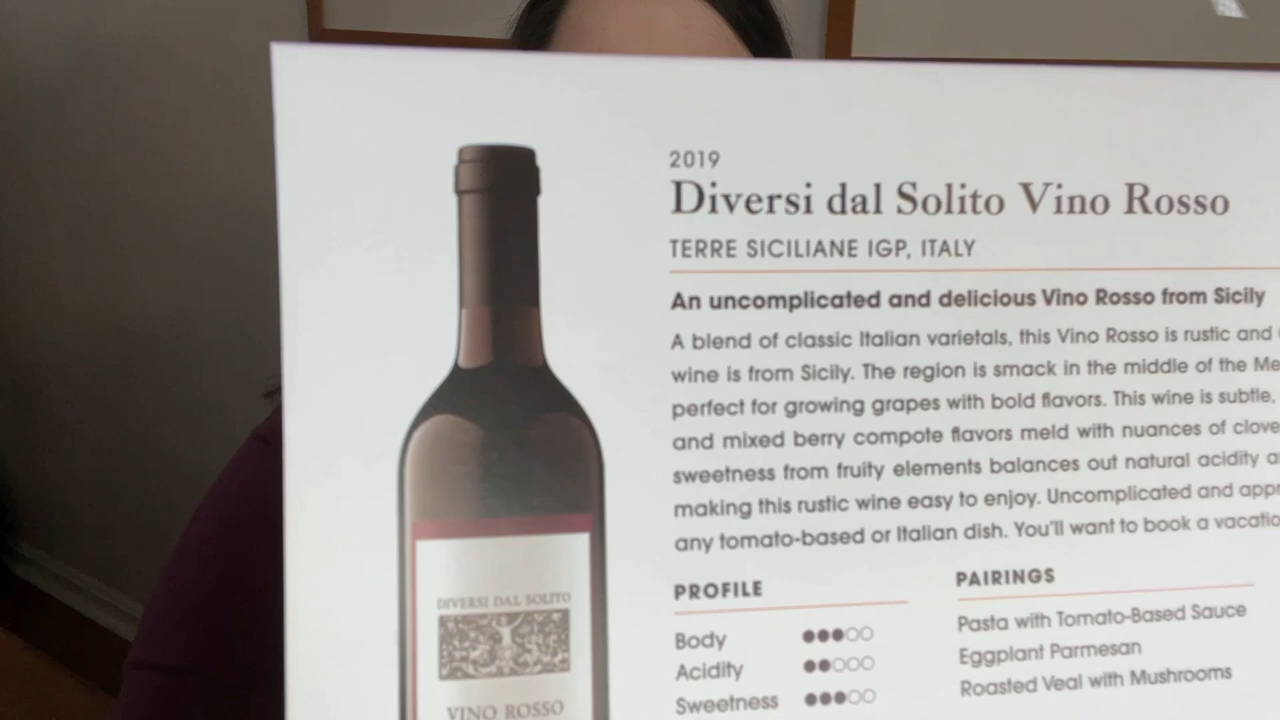 2019
Diversi dal Solito Vino Rosso
TERRE SICILIANE IGP, ITALY
An uncomplicated and delicious Vino Rosso from Sicily
A blend of classic Italian varietals, this Vino Rosso is rustic and
wine is from Sicily. The region is smack in the middle of the Me
perfect for growing grapes with bold flavors. This wine is subtle,
and mixed berry compote flavors meld with nuances of clove
sweetness from fruity elements balances out natural acidity a
making this rustic wine easy to enjoy. Uncomplicated and appr
any tomato-based or Italian dish. You'll want to book a vacatio
PROFILE
Body
Acidity
Sweetness
PAIRINGS
Pasta with Tomato-Based Sauce
Eggplant Parmesan
Roasted Veal with Mushrooms
DIVERSI DAL SOLITO
VINO ROSSO